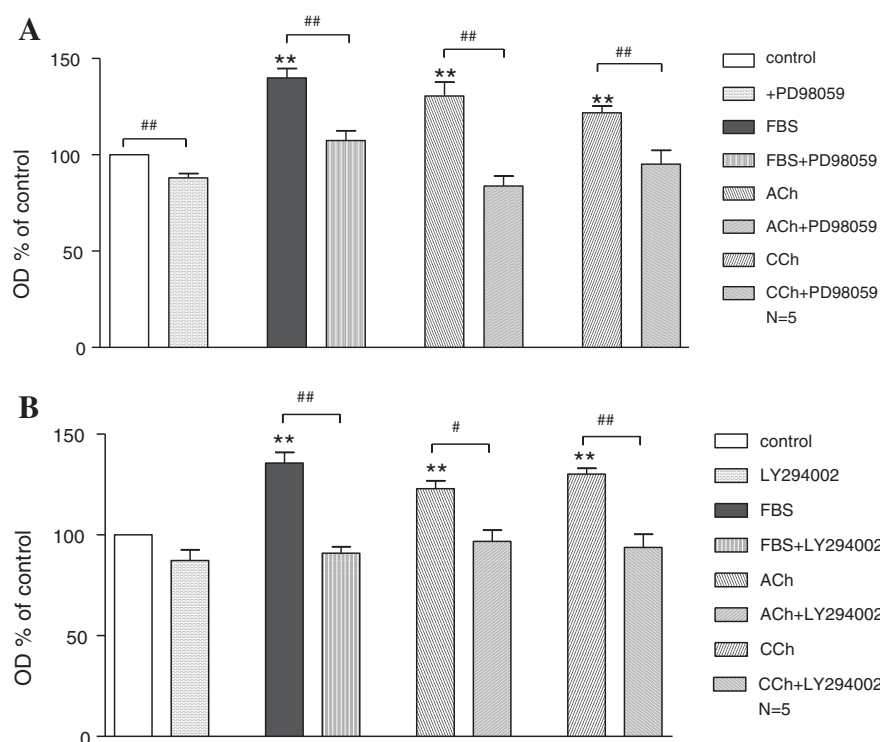 A
OD % of control
150
100
50
0
##
**
##
**
##
**
##
control
+PD98059
FBS
FBS+PD98059
ACh
ACh+PD98059
CCh
CCh+PD98059
N=5
B
OD % of control
150
100
50
0
**
##
**
#
**
##
control
LY294002
FBS
FBS+LY294002
ACh
ACh+LY294002
CCh
CCh+LY294002
N=5